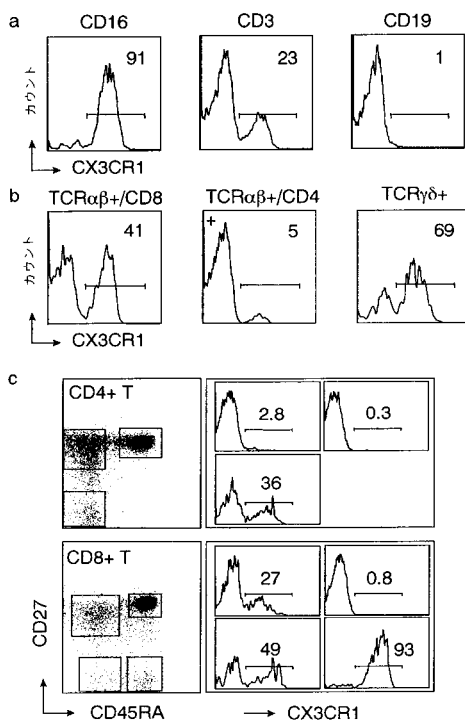 a
CD16 CD3 CD19
91 23 1
カウント
CX3CR1
b
TCRαβ+/CD8 TCRαβ+/CD4 TCRγδ+
41 + 5 69
カウント
CX3CR1
c
CD4+ T
2.8 0.3
36
CD8+ T
27 0.8
49 93
CD27
CD45RA CX3CR1